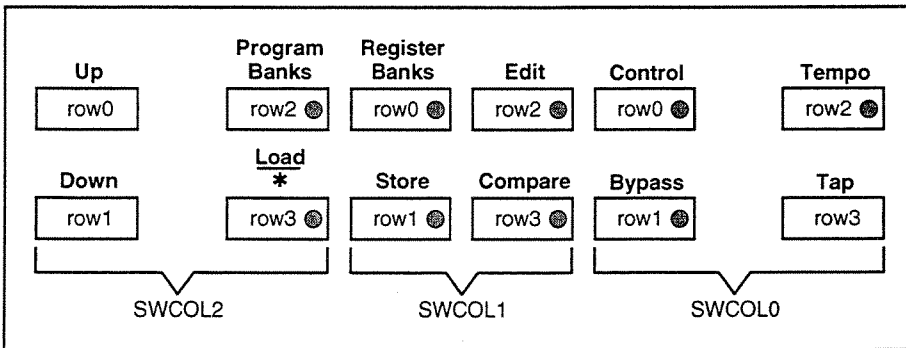 Program Register
Up Banks Banks Edit Control Tempo
row0 row2 row0 row2 row0 row2
Load
Down * Store Compare Bypass Tap
row1 row3 row1 row3 row1 row3
SWCOL2 SWCOL1 SWCOL0